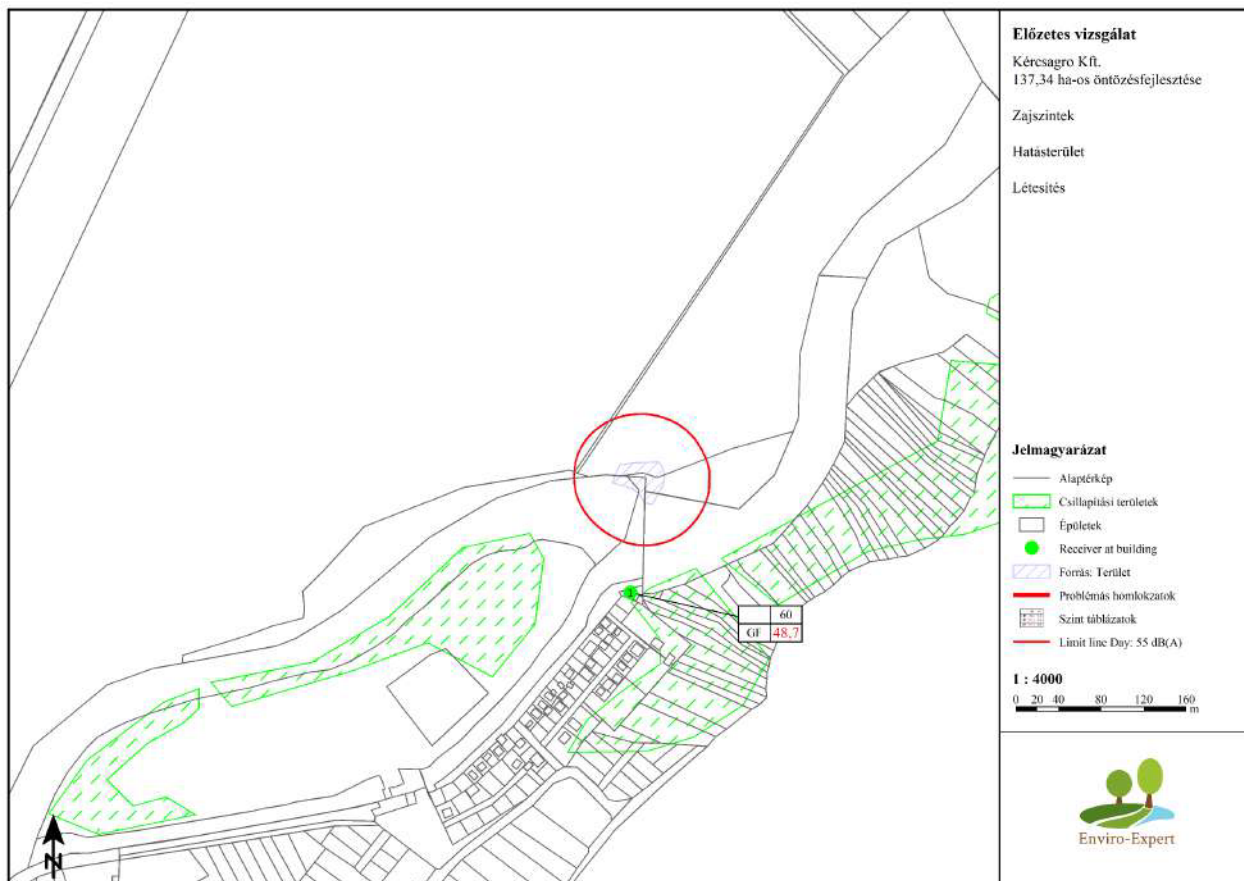 Előzetes vizsgálat
Kércsagro Kft.
137,34 ha-os öntözésfejlesztése
Zajszintek
Hatásterület
Létesítés
1
60
GF 48,7
N
Jelmagyarázat
Alaptérkép
Csillapítási területek
Épületek
Receiver at building
Forrás: Terület
Problémás homlokzatok
Szint táblázatok
Limit line Day: 55 dB(A)
1 : 4000
0 20 40 80 120 160
m
Enviro-Expert